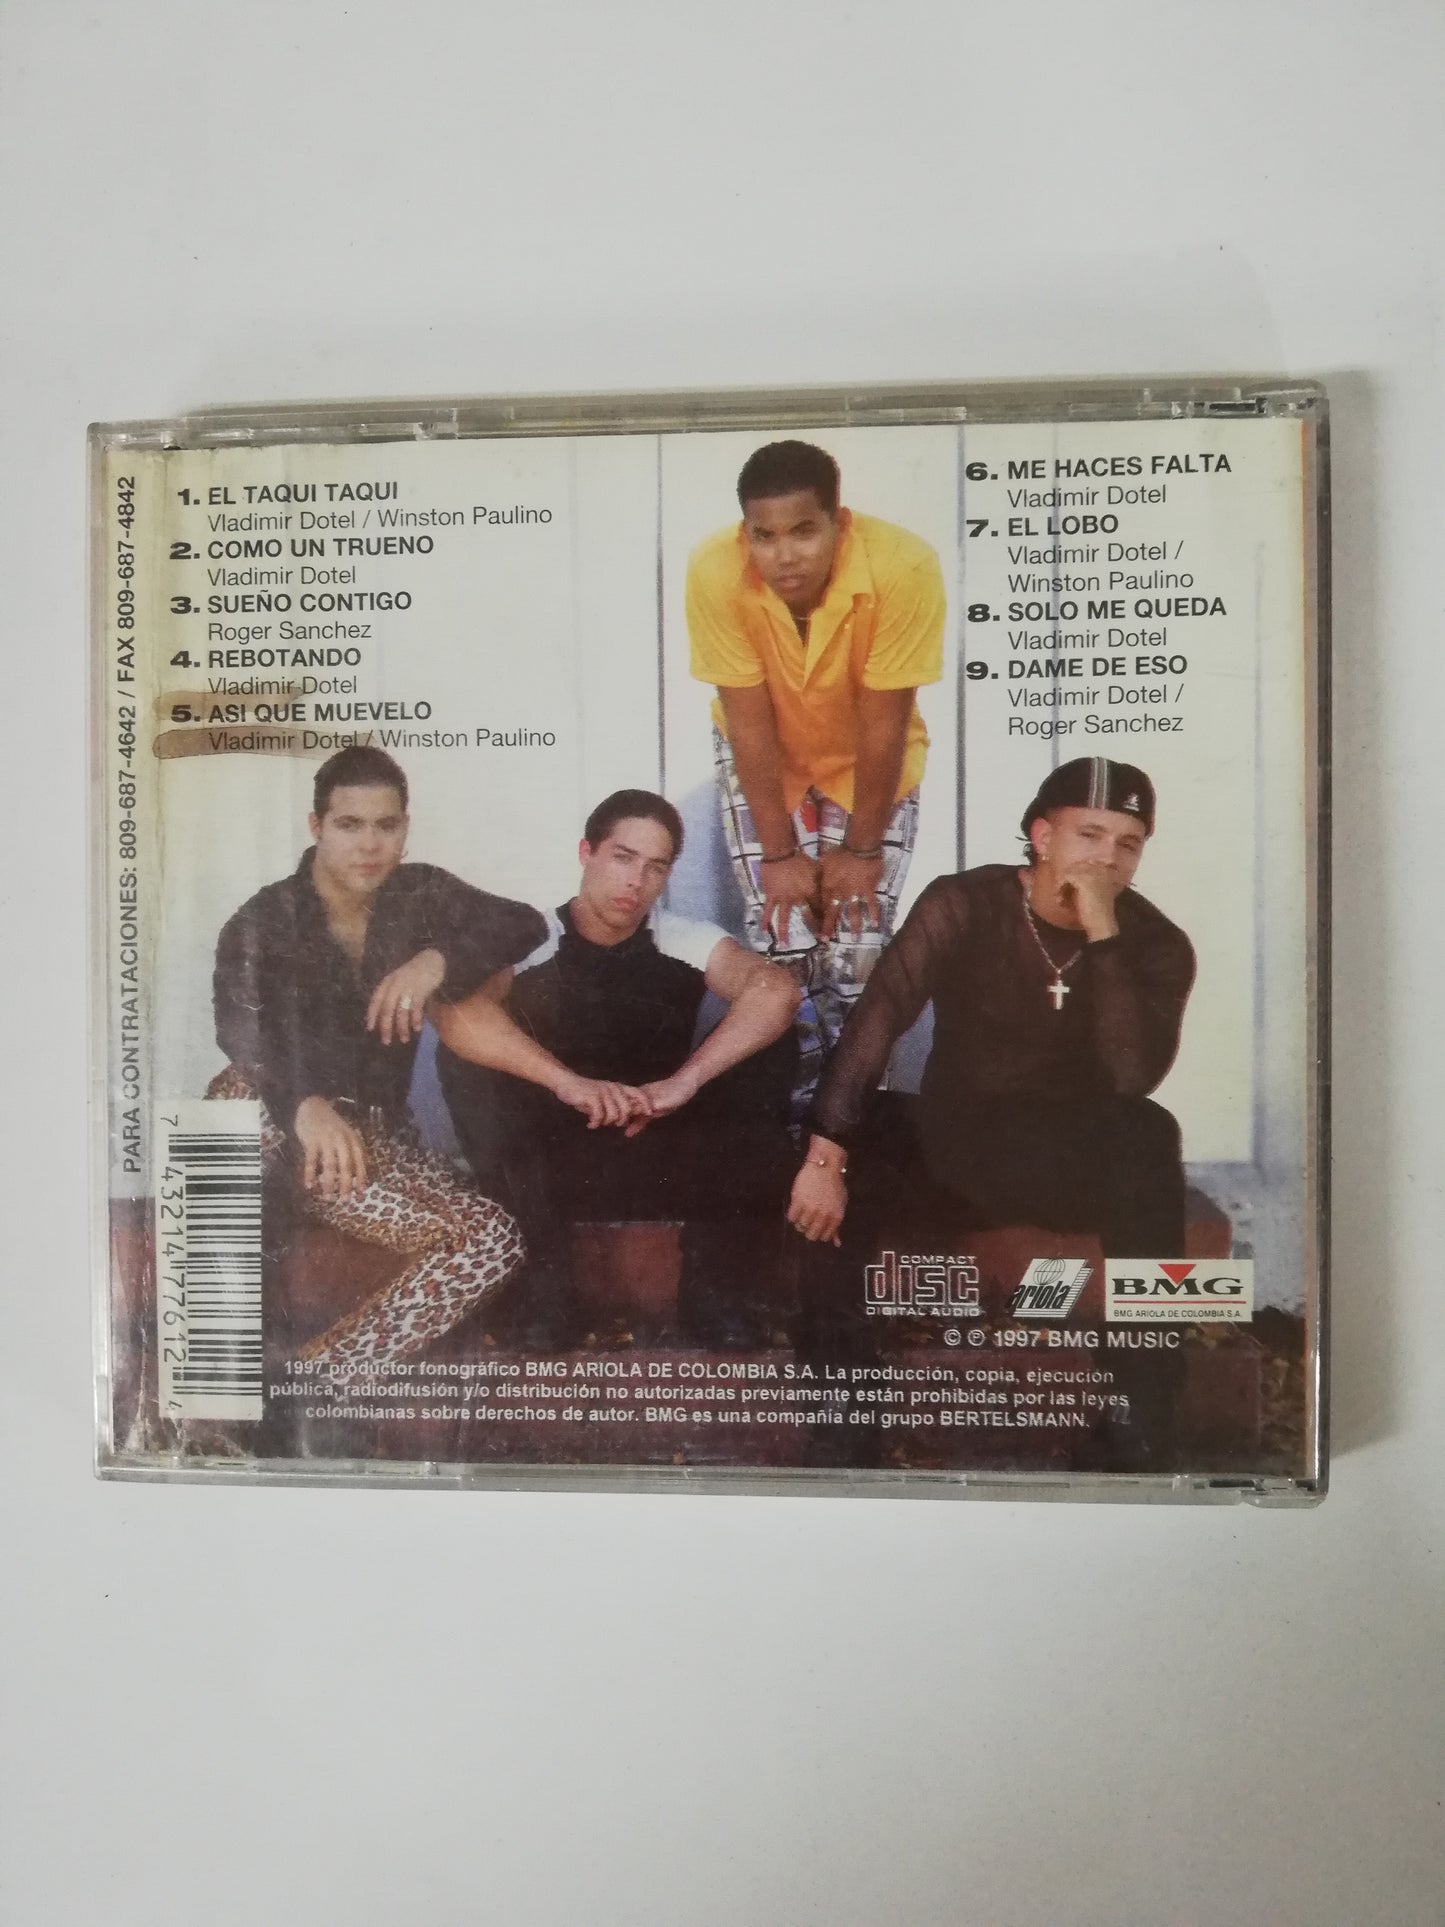 PARA CONTRATACIONES: 809-687-4642 / FAX 809-687-4842
1. EL TAQUI TAQUI
Vladimir Dotel / Winston Paulino
2. COMO UN TRUENO
Vladimir Dotel
3. SUEÑO CONTIGO
Roger Sanchez
4. REBOTANDO
Vladimir Dotel
5. ASI QUE MUEVELO
Vladimir Dotel / Winston Paulino
6. ME HACES FALTA
Vladimir Dotel
7. EL LOBO
Vladimir Dotel /
Winston Paulino
8. SOLO ME QUEDA
Vladimir Dotel
9. DAME DE ESO
Vladimir Dotel /
Roger Sanchez
7 43214 77612 4
COMPACT
disc
DIGITAL AUDIO
ariola
BMG
BMG ARIOLA DE COLOMBIA S.A.
© ℗ 1997 BMG MUSIC
1997 productor fonográfico BMG ARIOLA DE COLOMBIA S.A. La producción, copia, ejecución
pública, radiodifusión y/o distribución no autorizadas previamente están prohibidas por las leyes
colombianas sobre derechos de autor. BMG es una compañía del grupo BERTELSMANN.